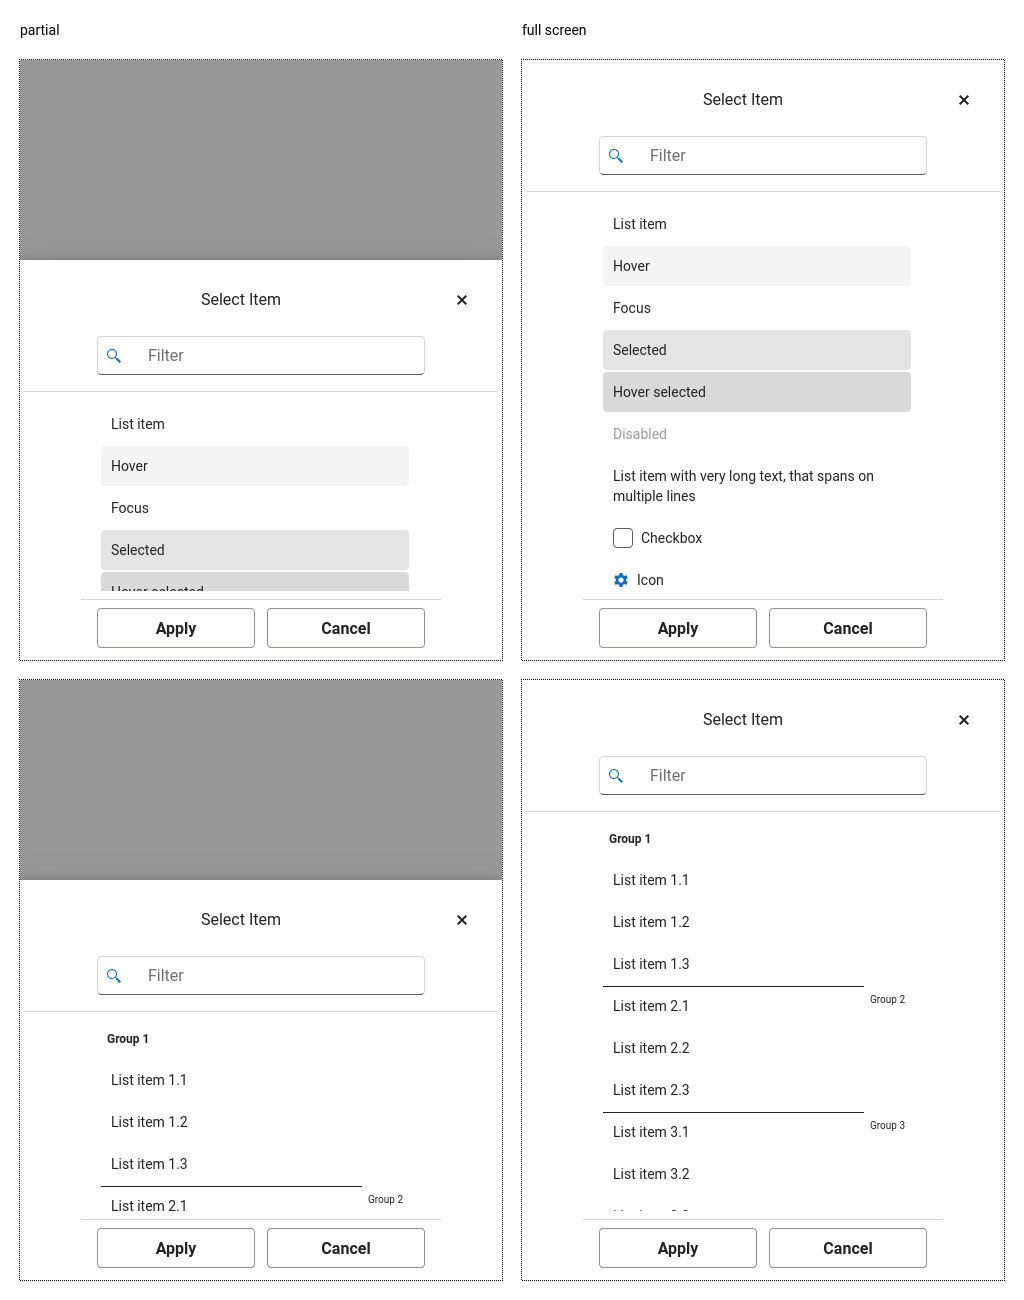 partial
full screen
Select Item
Filter
List item
Hover
Focus
Selected
Hover selected
Apply
Cancel
Select Item
Filter
List item
Hover
Focus
Selected
Hover selected
Disabled
List item with very long text, that spans on
multiple lines
Checkbox
Icon
Apply
Cancel
Select Item
Filter
Group 1
List item 1.1
List item 1.2
List item 1.3
Group 2
List item 2.1
Apply
Cancel
Select Item
Filter
Group 1
List item 1.1
List item 1.2
List item 1.3
Group 2
List item 2.1
List item 2.2
List item 2.3
Group 3
List item 3.1
List item 3.2
Apply
Cancel